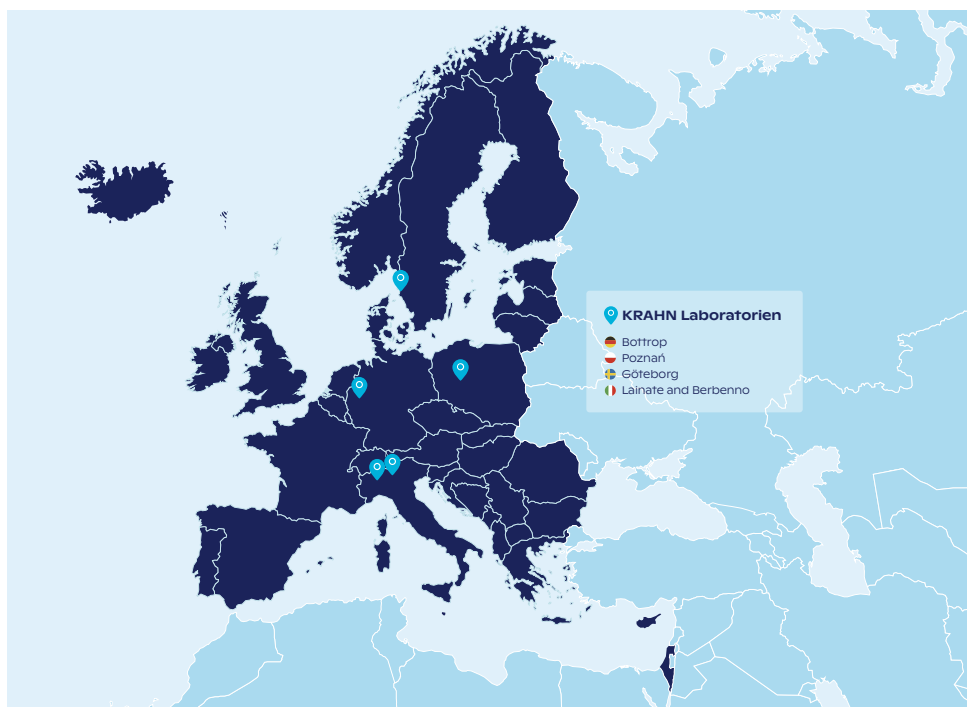 KRAHN Laboratorien
Bottrop
Poznań
Göteborg
Lainate and Berbenno